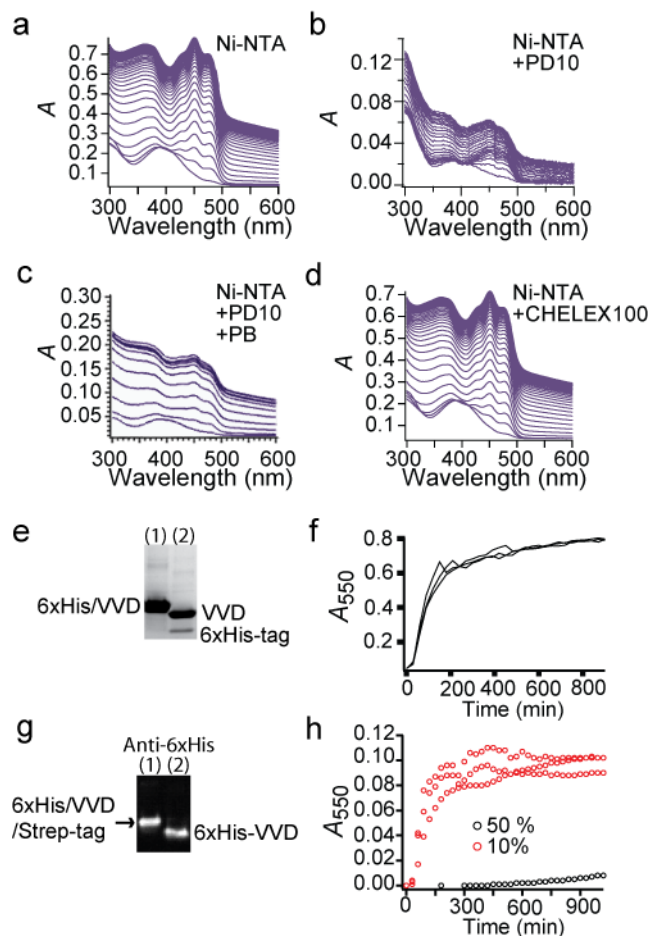 a
Ni-NTA
A
0.7
0.6
0.5
0.4
0.3
0.2
0.1
300 400 500 600
Wavelength (nm)
b
Ni-NTA
+PD10
A
0.12
0.08
0.04
0.00
300 400 500 600
Wavelength (nm)
c
Ni-NTA
+PD10
+PB
A
0.30
0.25
0.20
0.15
0.10
0.05
300 400 500 600
Wavelength (nm)
d
Ni-NTA
+CHELEX100
A
0.7
0.6
0.5
0.4
0.3
0.2
0.1
300 400 500 600
Wavelength (nm)
e
(1) (2)
6xHis/VVD
VVD
6xHis-tag
f
A550
0.8
0.6
0.4
0.2
0 200 400 600 800
Time (min)
g
Anti-6xHis
(1) (2)
6xHis/VVD
/Strep-tag
→
6xHis-VVD
h
A550
0.12
0.10
0.08
0.06
0.04
0.02
0.00
50 %
10%
0 300 600 900
Time (min)